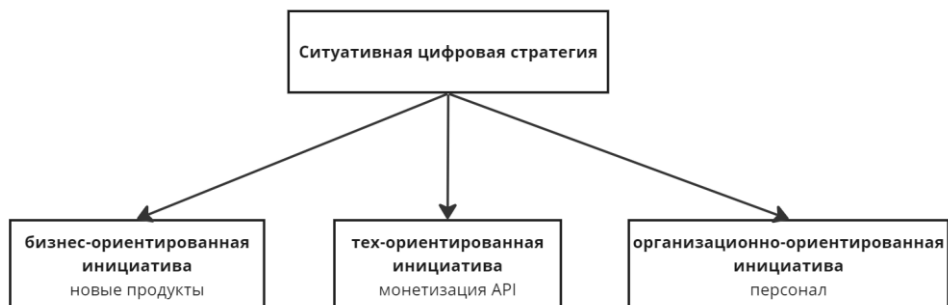 Ситуативная цифровая стратегия
бизнес-ориентированная
инициатива
новые продукты
тех-ориентированная
инициатива
монетизация API
организационно-ориентированная
инициатива
персонал